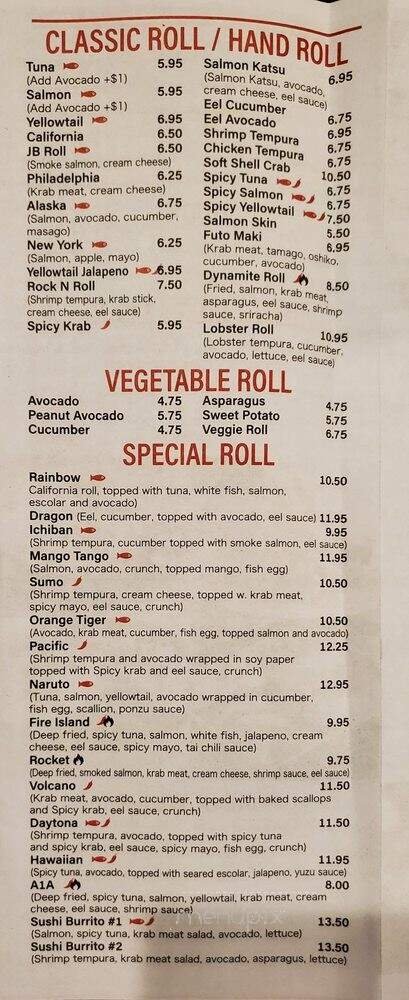 CLASSIC ROLL / HAND ROLL
Tuna 5.95
(Add Avocado +$1)
Salmon 5.95
(Add Avocado +$1)
Yellowtail 6.95
California 6.50
JB Roll 6.50
(Smoke salmon, cream cheese)
Philadelphia 6.25
(Krab meat, cream cheese)
Alaska 6.75
(Salmon, avocado, cucumber,
masago)
New York 6.25
(Salmon, apple, mayo)
Yellowtail Jalapeno 6.95
Rock N Roll 7.50
(Shrimp tempura, krab stick,
cream cheese, eel sauce)
Spicy Krab 5.95
Salmon Katsu 6.95
(Salmon Katsu, avocado,
cream cheese, eel sauce)
Eel Cucumber 6.75
Eel Avocado 6.95
Shrimp Tempura 6.75
Chicken Tempura 6.75
Soft Shell Crab 10.50
Spicy Tuna 6.75
Spicy Salmon 6.75
Spicy Yellowtail 7.50
Salmon Skin 5.50
Futo Maki 6.95
(Krab meat, tamago, oshiko,
cucumber, avocado)
Dynamite Roll 8.50
(Fried, salmon, krab meat,
asparagus, eel sauce, shrimp
sauce, sriracha)
Lobster Roll 10.95
(Lobster tempura, cucumber,
avocado, lettuce, eel sauce)
VEGETABLE ROLL
Avocado 4.75
Peanut Avocado 5.75
Cucumber 4.75
Asparagus 4.75
Sweet Potato 5.75
Veggie Roll 6.75
SPECIAL ROLL
Rainbow 10.50
California roll, topped with tuna, white fish, salmon,
escolar and avocado)
Dragon (Eel, cucumber, topped with avocado, eel sauce) 11.95
Ichiban 9.95
(Shrimp tempura, cucumber topped with smoke salmon, eel sauce)
Mango Tango 11.95
(Salmon, avocado, crunch, topped mango, fish egg)
Sumo 10.50
(Shrimp tempura, cream cheese, topped w. krab meat,
spicy mayo, eel sauce, crunch)
Orange Tiger 10.50
(Avocado, krab meat, cucumber, fish egg, topped salmon and avocado)
Pacific 12.25
(Shrimp tempura and avocado wrapped in soy paper
topped with Spicy krab and eel sauce, crunch)
Naruto 12.95
(Tuna, salmon, yellowtail, avocado wrapped in cucumber,
fish egg, scallion, ponzu sauce)
Fire Island 9.95
(Deep fried, spicy tuna, salmon, white fish, jalapeno, cream
cheese, eel sauce, spicy mayo, tai chili sauce)
Rocket 9.75
(Deep fried, smoked salmon, krab meat, cream cheese, shrimp sauce, eel sauce)
Volcano 11.50
(Krab meat, avocado, cucumber, topped with baked scallops
and Spicy krab, eel sauce, crunch)
Daytona 11.50
(Shrimp tempura, avocado, topped with spicy tuna
and spicy krab, eel sauce, spicy mayo, fish egg, crunch)
Hawaiian 11.95
(Spicy tuna, avocado, topped with seared escolar, jalapeno, yuzu sauce)
A1A 8.00
(Deep fried, spicy tuna, salmon, yellowtail, krab meat, cream
cheese, eel sauce, shrimp sauce)
Sushi Burrito #1 13.50
(Salmon, spicy tuna, krab meat salad, avocado, lettuce)
Sushi Burrito #2 13.50
(Shrimp tempura, krab meat salad, avocado, asparagus, lettuce)